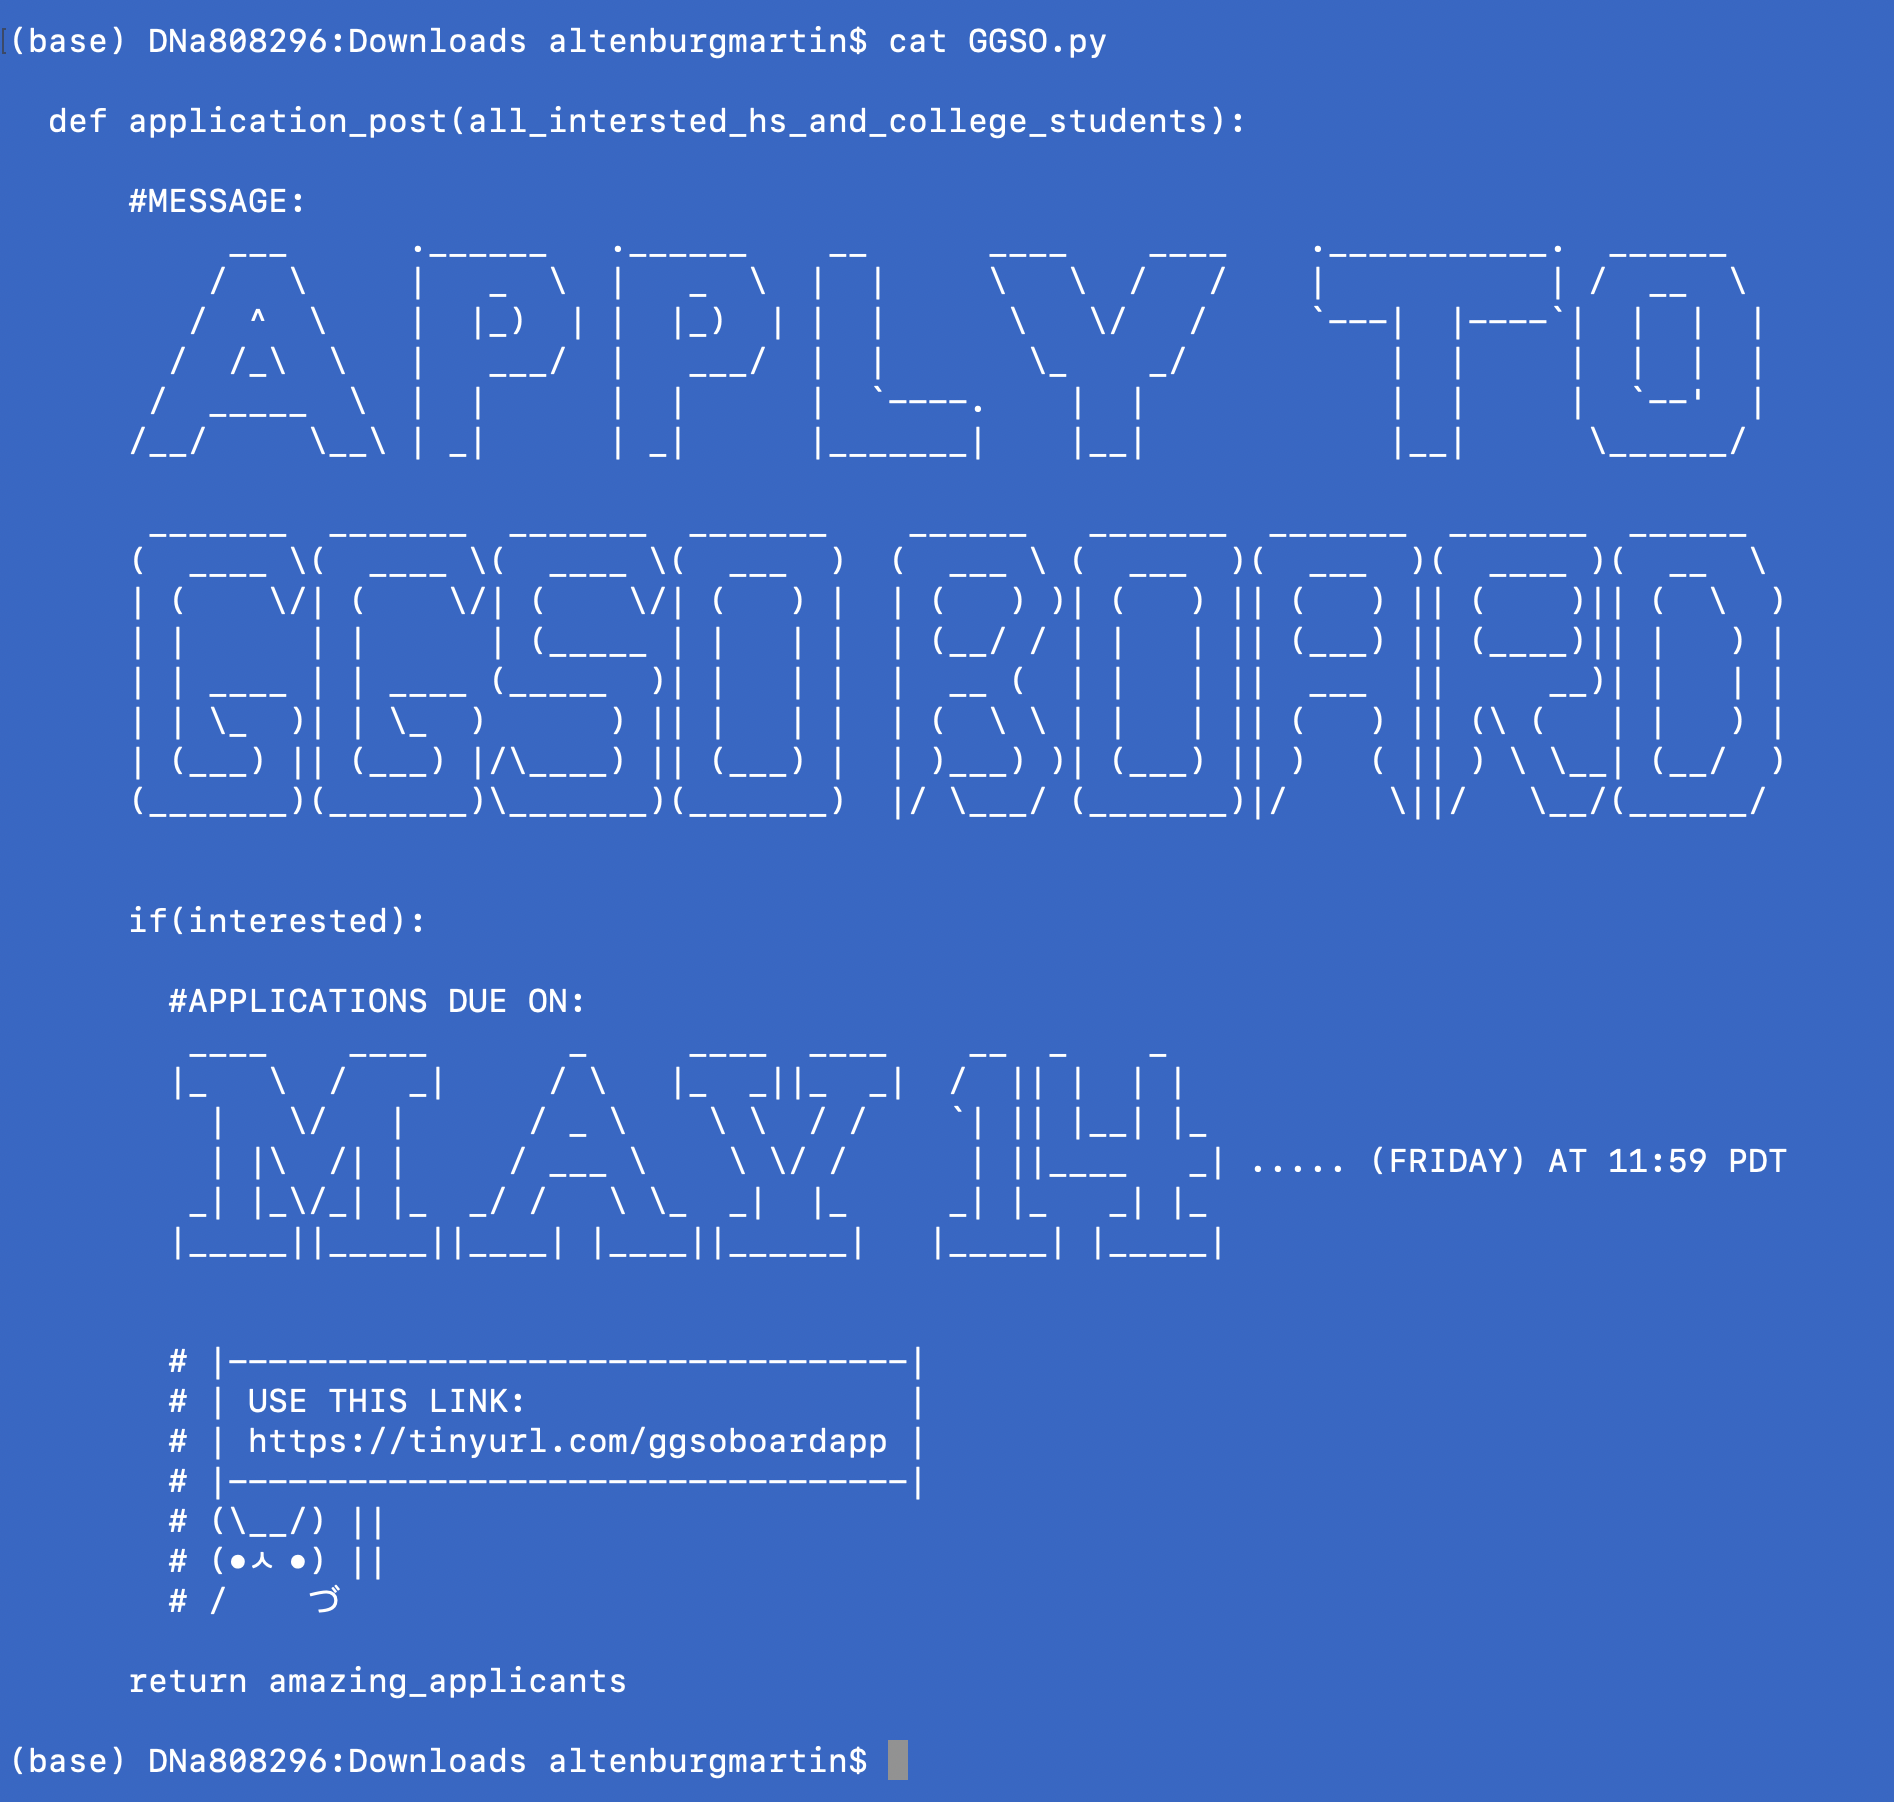 (base) DNa808296:Downloads altenburgmartin$ cat GGSO.py
def application_post(all_intersted_hs_and_college_students):
#MESSAGE:
APPLY TO
GGSO BOARD
if(interested):
#APPLICATIONS DUE ON:
MAY 14 ..... (FRIDAY) AT 11:59 PDT
# |----------------------------------|
# | USE THIS LINK: |
# | https://tinyurl.com/ggsoboardapp |
# |----------------------------------|
# (\__/) ||
# (•ㅅ •) ||
# / づ
return amazing_applicants
(base) DNa808296:Downloads altenburgmartin$